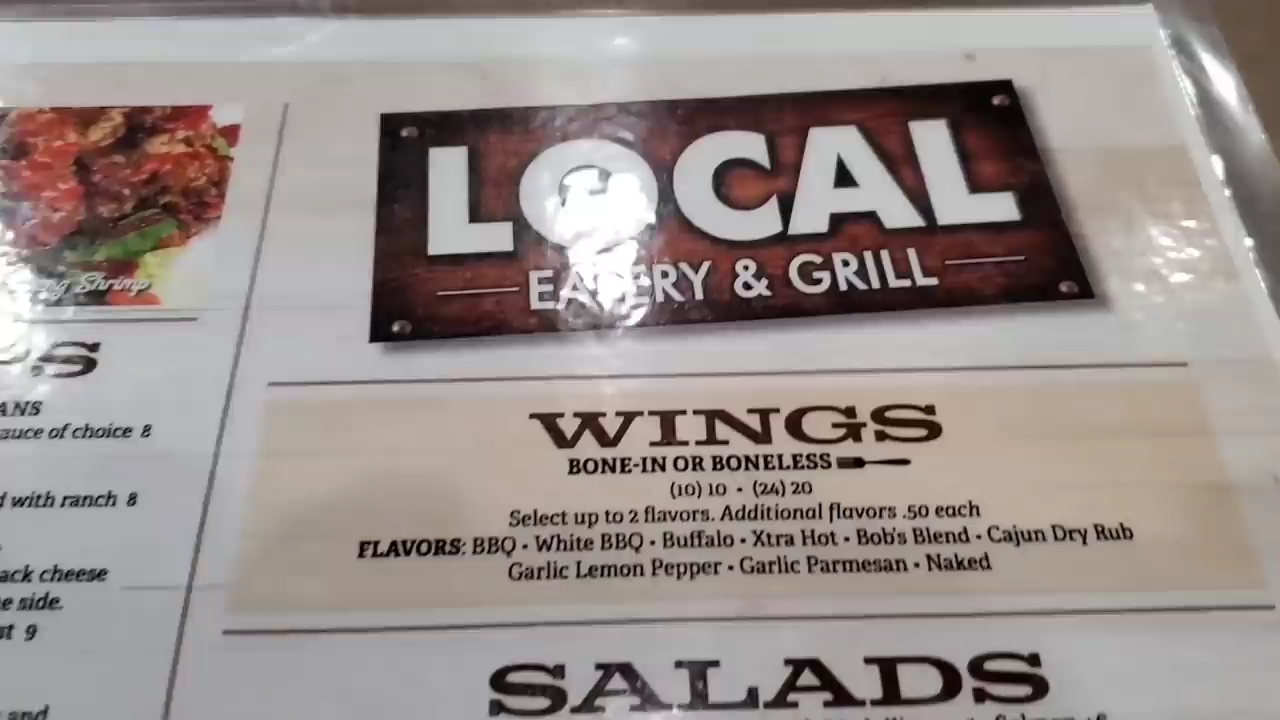 Shrimp
ANS
sauce of choice 8
with ranch 8
cheese
side.
9
and
LOCAL
EATERY & GRILL
WINGS
BONE-IN OR BONELESS
(10) 10 • (24) 20
Select up to 2 flavors. Additional flavors .50 each
FLAVORS: BBQ • White BBQ • Buffalo • Xtra Hot • Bob's Blend • Cajun Dry Rub
Garlic Lemon Pepper • Garlic Parmesan • Naked
SALADS